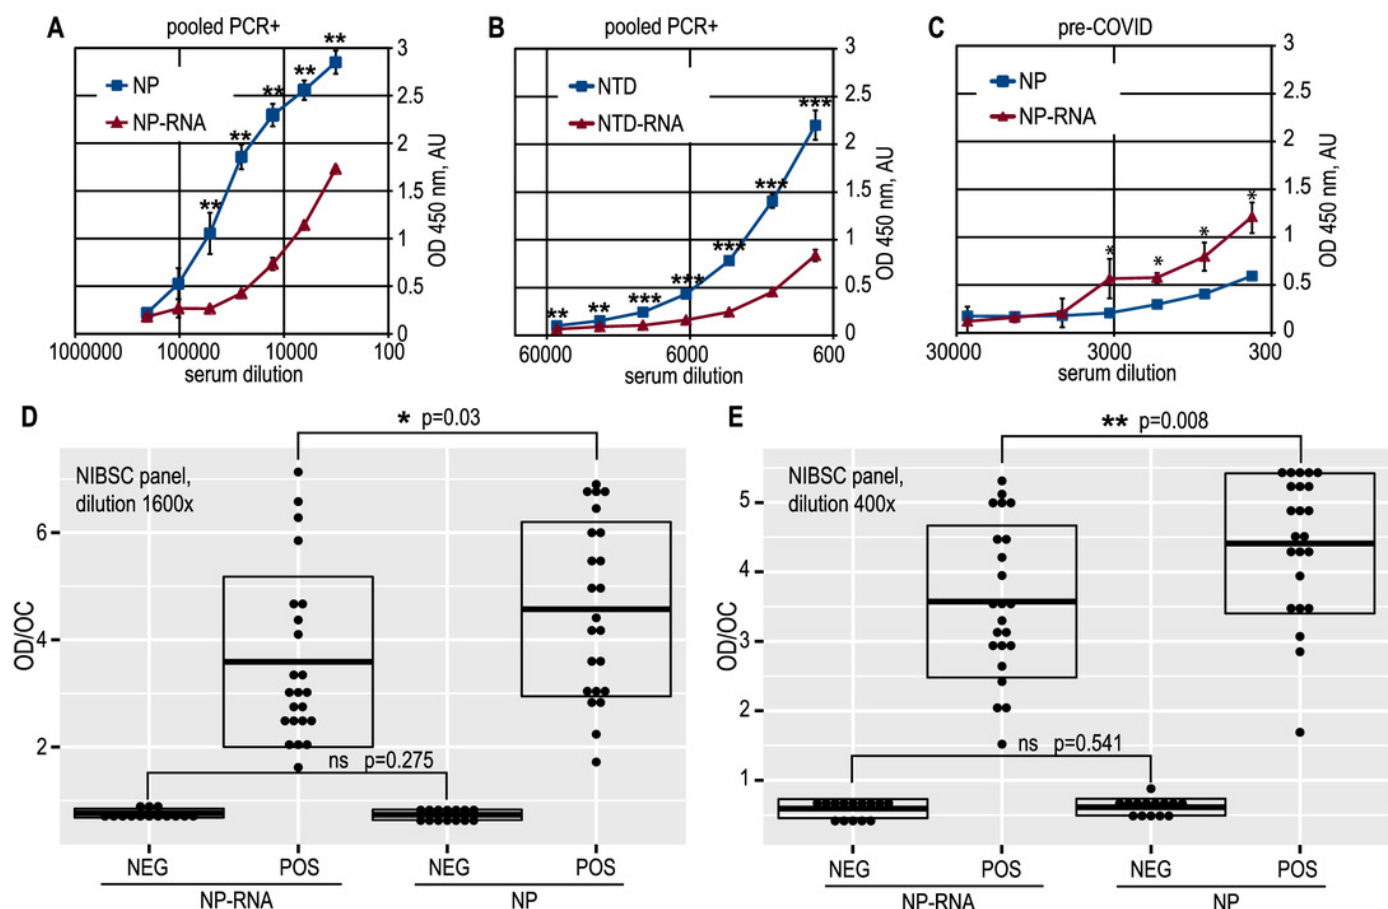 A pooled PCR+
NP
NP-RNA
** ** ** ** ** **
3
2.5
2
1.5
1
0.5
0
OD 450 nm, AU
1000000 100000 10000 100
serum dilution
B pooled PCR+
NTD
NTD-RNA
** ** *** *** *** *** ***
3
2.5
2
1.5
1
0.5
0
OD 450 nm, AU
60000 6000 600
serum dilution
C pre-COVID
NP
NP-RNA
* * * *
3
2.5
2
1.5
1
0.5
0
OD 450 nm, AU
30000 3000 300
serum dilution
D
* p=0.03
NIBSC panel,
dilution 1600x
6
4
2
OD/OC
ns p=0.275
NEG POS NEG POS
NP-RNA NP
E
** p=0.008
NIBSC panel,
dilution 400x
5
4
3
2
1
OD/OC
ns p=0.541
NEG POS NEG POS
NP-RNA NP